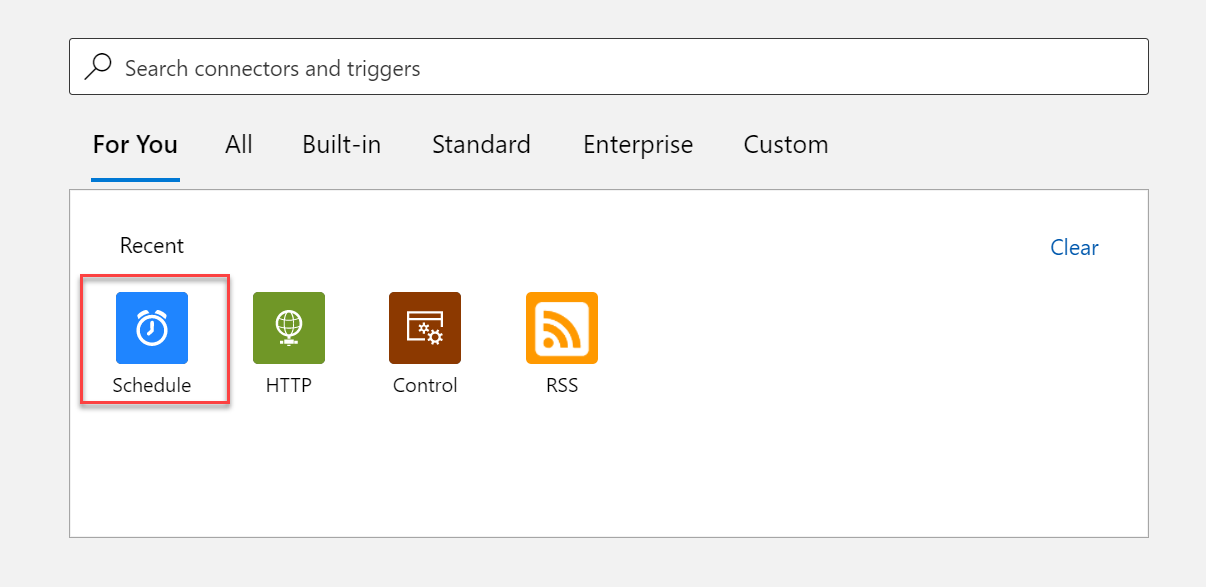 Search connectors and triggers
For You All Built-in Standard Enterprise Custom
Recent Clear
Schedule HTTP Control RSS